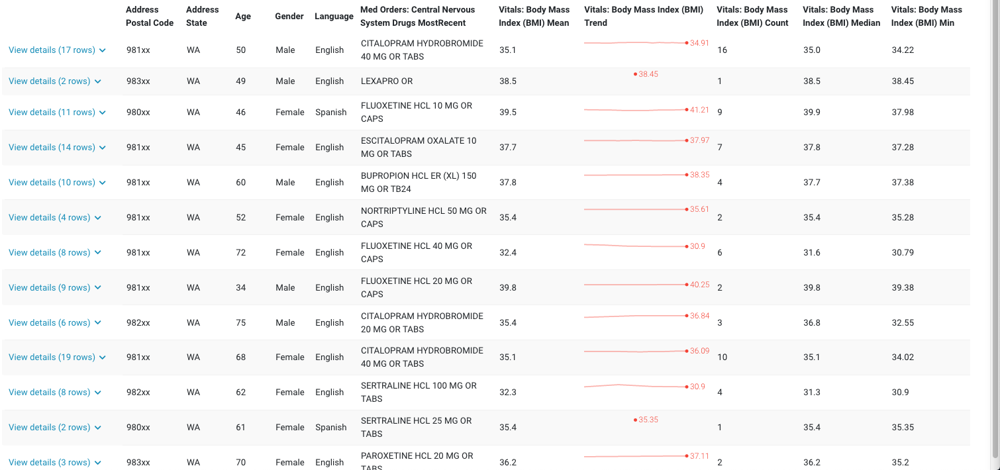 Address Postal Code Address State Age Gender Language Med Orders: Central Nervous System Drugs MostRecent Vitals: Body Mass Index (BMI) Mean Vitals: Body Mass Index (BMI) Trend Vitals: Body Mass Index (BMI) Count Vitals: Body Mass Index (BMI) Median Vitals: Body Mass Index (BMI) Min
View details (17 rows) 981xx WA 50 Male English CITALOPRAM HYDROBROMIDE 40 MG OR TABS 35.1 34.91 16 35.0 34.22
View details (2 rows) 983xx WA 49 Male English LEXAPRO OR 38.5 38.45 1 38.5 38.45
View details (11 rows) 980xx WA 46 Female Spanish FLUOXETINE HCL 10 MG OR CAPS 39.5 41.21 9 39.9 37.98
View details (14 rows) 981xx WA 45 Female English ESCITALOPRAM OXALATE 10 MG OR TABS 37.7 37.97 7 37.8 37.28
View details (10 rows) 981xx WA 60 Male English BUPROPION HCL ER (XL) 150 MG OR TB24 37.8 38.35 4 37.7 37.38
View details (4 rows) 981xx WA 52 Female English NORTRIPTYLINE HCL 50 MG OR CAPS 35.4 35.61 2 35.4 35.28
View details (8 rows) 981xx WA 72 Female English FLUOXETINE HCL 40 MG OR CAPS 32.4 30.9 6 31.6 30.79
View details (9 rows) 981xx WA 34 Male English FLUOXETINE HCL 20 MG OR CAPS 39.8 40.25 2 39.8 39.38
View details (6 rows) 982xx WA 75 Male English CITALOPRAM HYDROBROMIDE 20 MG OR TABS 35.4 36.84 3 36.8 32.55
View details (19 rows) 981xx WA 68 Female English CITALOPRAM HYDROBROMIDE 40 MG OR TABS 35.1 36.09 10 35.1 34.02
View details (8 rows) 982xx WA 62 Female English SERTRALINE HCL 100 MG OR TABS 32.3 30.9 4 31.3 30.9
View details (2 rows) 980xx WA 61 Female Spanish SERTRALINE HCL 25 MG OR TABS 35.4 35.35 1 35.4 35.35
View details (3 rows) 983xx WA 70 Female English PAROXETINE HCL 20 MG OR TABS 36.2 37.11 2 36.2 35.2